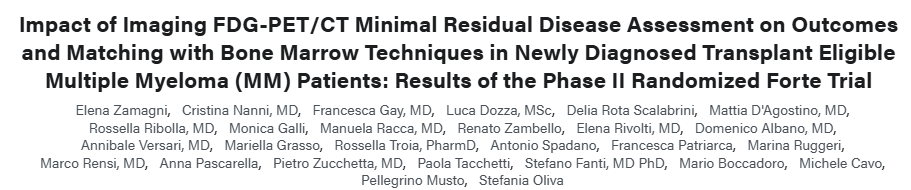 Impact of Imaging FDG-PET/CT Minimal Residual Disease Assessment on Outcomes
and Matching with Bone Marrow Techniques in Newly Diagnosed Transplant Eligible
Multiple Myeloma (MM) Patients: Results of the Phase II Randomized Forte Trial
Elena Zamagni, Cristina Nanni, MD, Francesca Gay, MD, Luca Dozza, MSc, Delia Rota Scalabrini, Mattia D'Agostino, MD,
Rossella Ribolla, MD, Monica Galli, Manuela Racca, MD, Renato Zambello, Elena Rivolti, MD, Domenico Albano, MD,
Annibale Versari, MD, Mariella Grasso, Rossella Troia, PharmD, Antonio Spadano, Francesca Patriarca, Marina Ruggeri,
Marco Rensi, MD, Anna Pascarella, Pietro Zucchetta, MD, Paola Tacchetti, Stefano Fanti, MD PhD, Mario Boccadoro, Michele Cavo,
Pellegrino Musto, Stefania Oliva